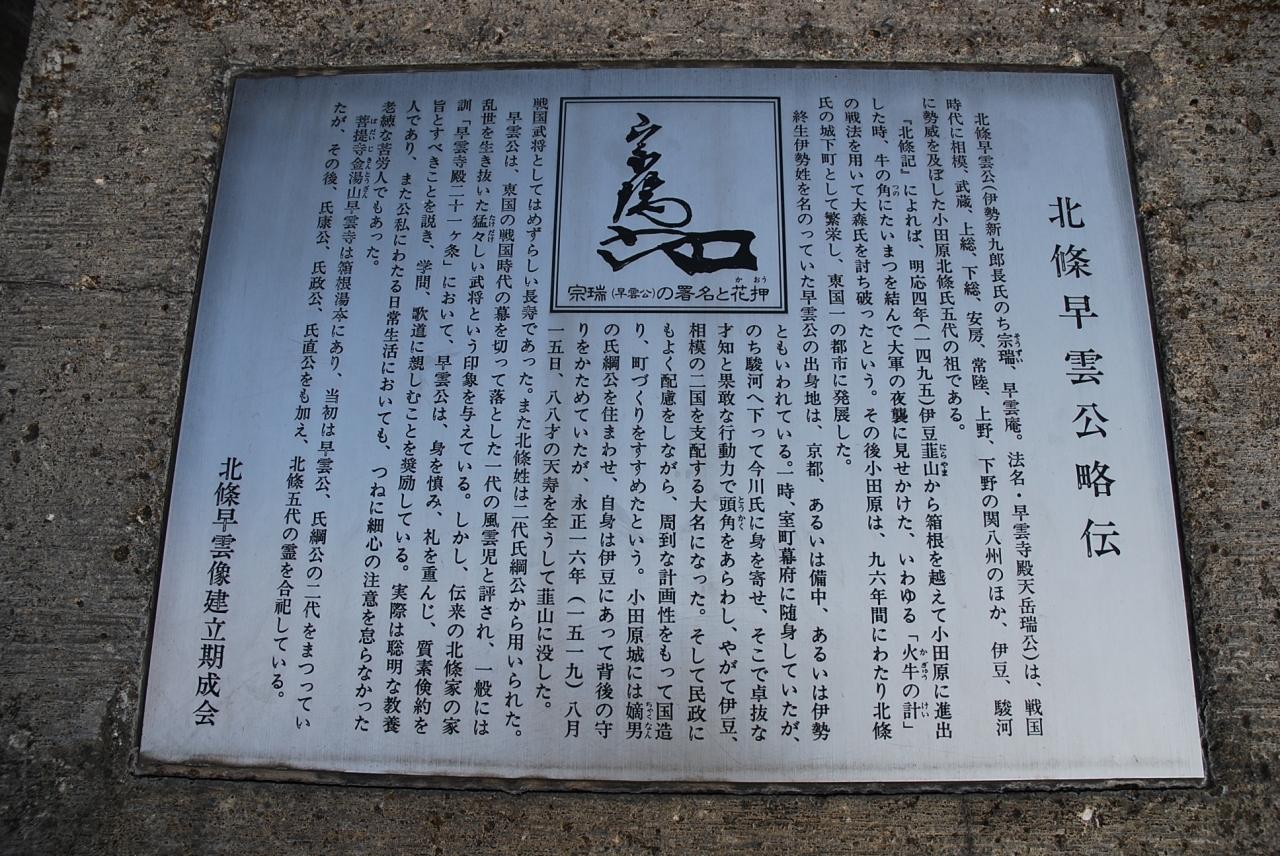 北條早雲公略伝
北條早雲公(伊勢新九郎長氏のち宗瑞、早雲庵。法名・早雲寺殿天岳瑞公)は、戦国
時代に相模、武蔵、上総、下総、安房、常陸、上野、下野の関八州のほか、伊豆、駿河
に勢威を及ぼした小田原北條氏五代の祖である。
『北條記』によれば、明応四年(一四九五)伊豆韮山から箱根を越えて小田原に進出
した時、牛の角にたいまつを結んで大軍の夜襲に見せかけた、いわゆる「火牛の計」
の戦法を用いて大森氏を討ち破ったという。その後小田原は、九六年間にわたり北條
氏の城下町として繁栄し、東国一の都市に発展した。
終生伊勢姓を名のっていた早雲公の出身地は、京都、あるいは備中、あるいは伊勢
ともいわれている。一時、室町幕府に随身していたが、
のち駿河へ下って今川氏に身を寄せ、そこで卓抜な
才知と果敢な行動力で頭角をあらわし、やがて伊豆、
相模の二国を支配する大名になった。そして民政に
もよく配慮をしながら、周到な計画性をもって国造
り、町づくりをすすめたという。小田原城には嫡男
の氏綱公を住まわせ、自身は伊豆にあって背後の守
りをかためていたが、永正一六年(一五一九)八月
一五日、八八才の天寿を全うして韮山に没した。
宗瑞(早雲公)の署名と花押
戦国武将としてはめずらしい長寿であった。また北條姓は二代氏綱公から用いられた。
早雲公は、東国の戦国時代の幕を切って落とした一代の風雲児と評され、一般には
乱世を生き抜いた猛々しい武将という印象を与えている。しかし、伝来の北條家の家
訓「早雲寺殿二十一ヶ条」において、早雲公は、身を慎み、礼を重んじ、質素倹約を
旨とすべきことを説き、学問、歌道に親しむことを奨励している。実際は聡明な教養
人であり、また公私にわたる日常生活においても、つねに細心の注意を怠らなかった
老練な苦労人でもあった。
菩提寺金湯山早雲寺は箱根湯本にあり、当初は早雲公、氏綱公の二代をまつってい
たが、その後、氏康公、氏政公、氏直公をも加え、北條五代の霊を合祀している。
北條早雲像建立期成会